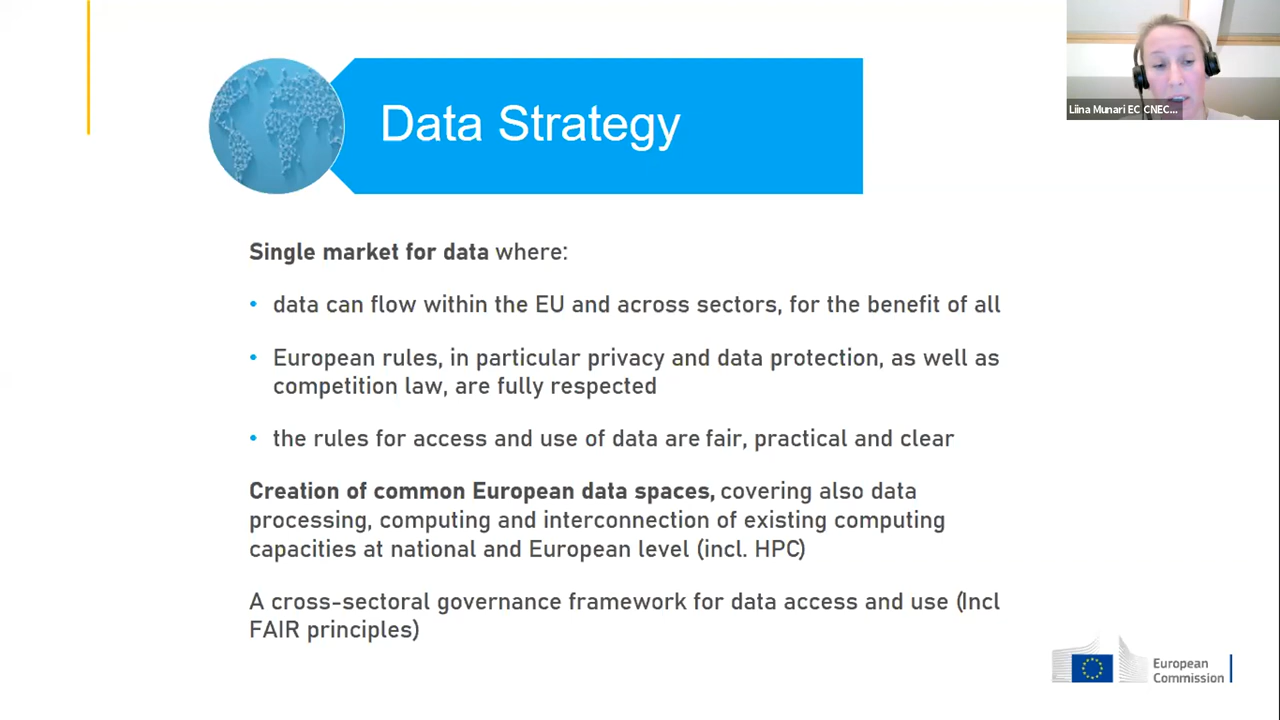 Data Strategy
Liina Munari EC CNEC...
Single market for data where:
• data can flow within the EU and across sectors, for the benefit of all
• European rules, in particular privacy and data protection, as well as
competition law, are fully respected
• the rules for access and use of data are fair, practical and clear
Creation of common European data spaces, covering also data
processing, computing and interconnection of existing computing
capacities at national and European level (incl. HPC)
A cross-sectoral governance framework for data access and use (Incl
FAIR principles)
European
Commission